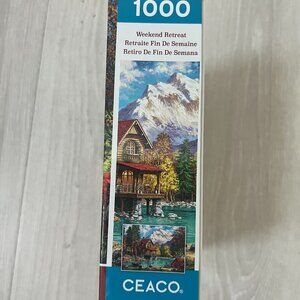 1000
Weekend Retreat
Retraite Fin De Semaine
Retiro De Fin De Semana
CEACO®